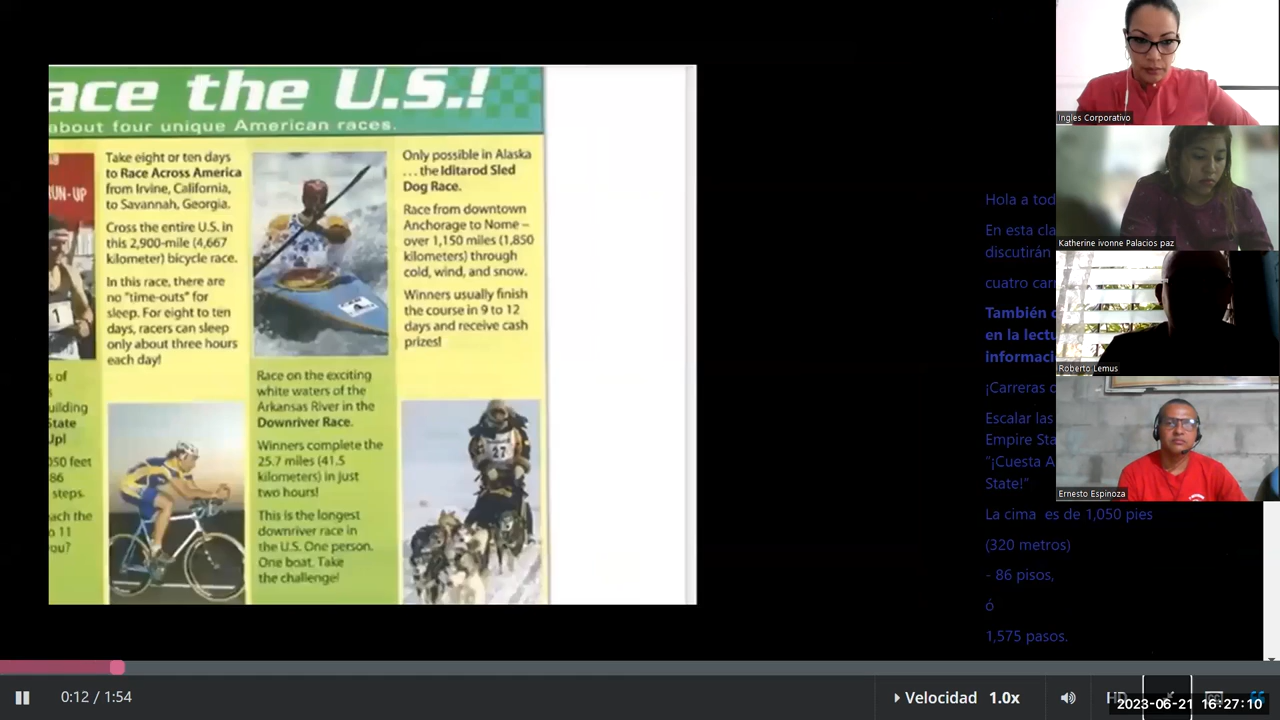 ace the U.S.!
about four unique American races.
UN-UP
1
s of
uilding
State
Up!
050 feet
86
steps.
ach the
o 11
ou?
Take eight or ten days
to Race Across America
from Irvine, California,
to Savannah, Georgia.
Cross the entire U.S. in
this 2,900-mile (4,667
kilometer) bicycle race.
In this race, there are
no "time-outs" for
sleep. For eight to ten
days, racers can sleep
only about three hours
each day!
Race on the exciting
white waters of the
Arkansas River in the
Downriver Race.
Winners complete the
25.7 miles (41.5
kilometers) in just
two hours!
This is the longest
downriver race in
the U.S. One person.
One boat. Take
the challenge!
Only possible in Alaska
... the Iditarod Sled
Dog Race.
Race from downtown
Anchorage to Nome –
over 1,150 miles (1,850
kilometers) through
cold, wind, and snow.
Winners usually finish
the course in 9 to 12
days and receive cash
prizes!
27
Hola a tod
En esta cla
discutirán
cuatro car
También
en la lectu
informaci
¡Carreras
Escalar las
Empire Sta
"¡Cuesta A
State!"
La cima es de 1,050 pies
(320 metros)
- 86 pisos,
ó
1,575 pasos.
Ingles Corporativo
Katherine ivonne Palacios paz
Roberto Lemus
Ernesto Espinoza
0:12 / 1:54
Velocidad 1.0x
HD
2023-06-21 16:27:10